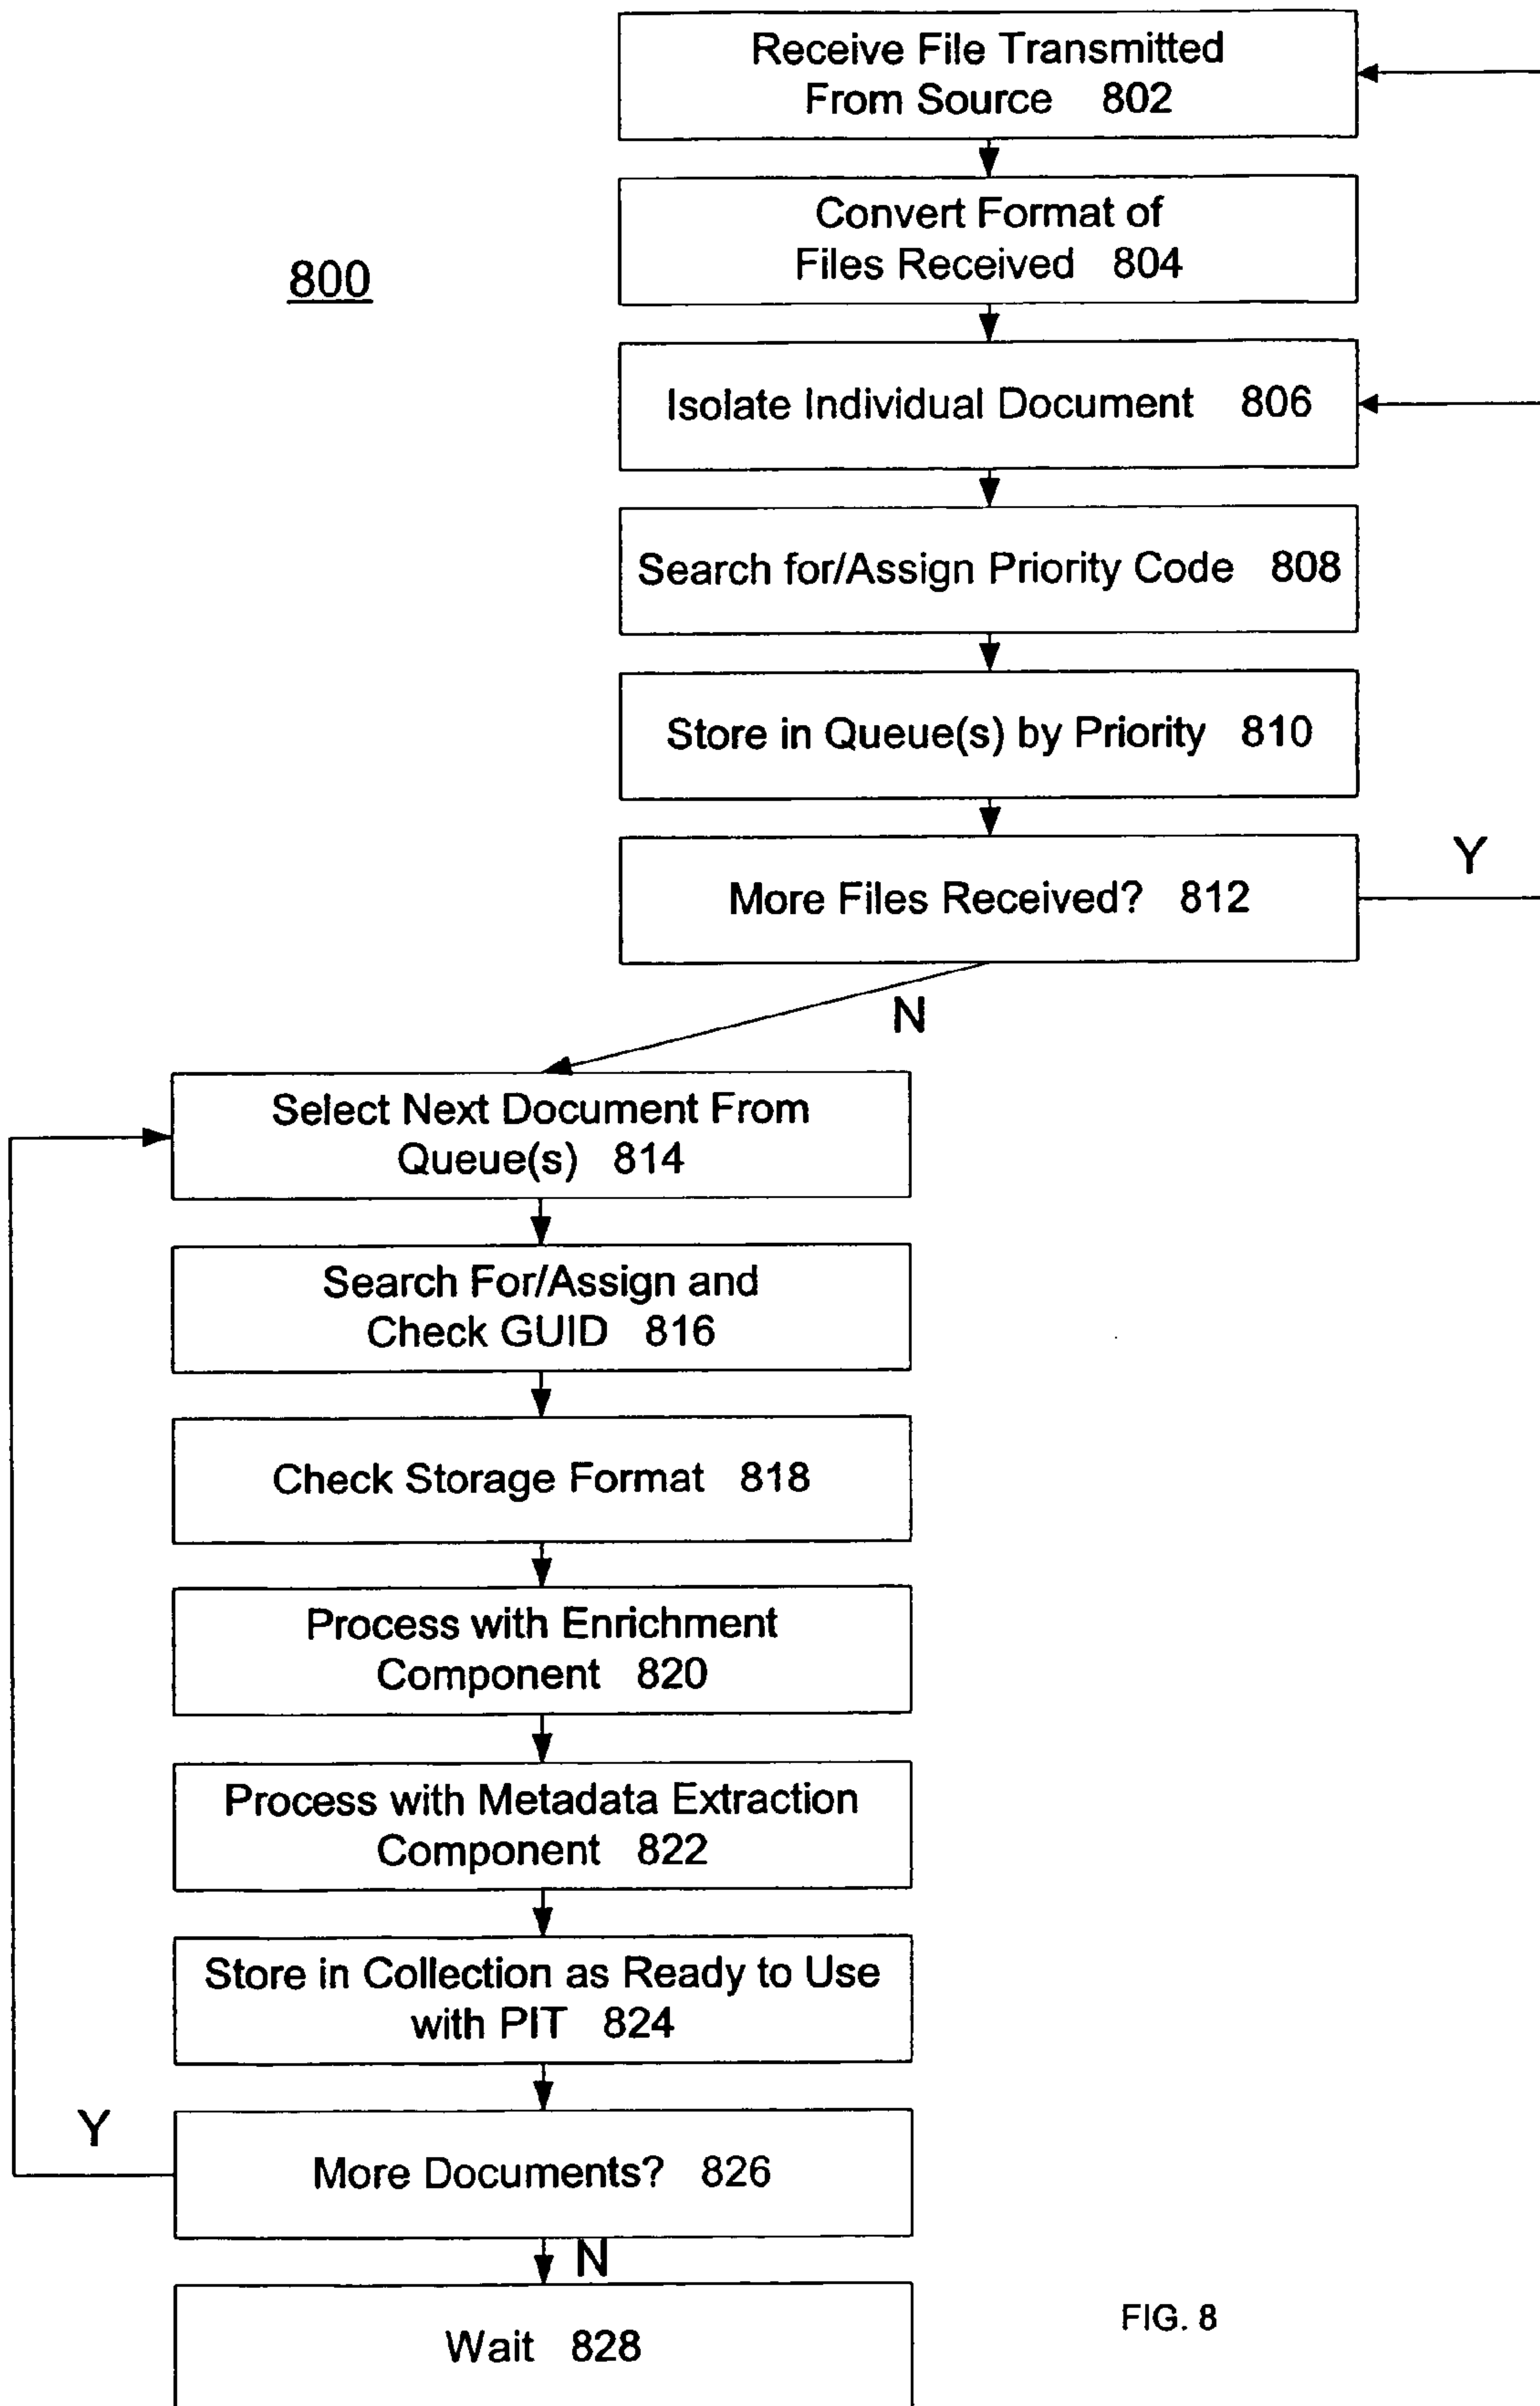 Receive File Transmitted
From Source 802
Convert Format of
Files Received 804
800
Isolate Individual Document 806
Search for/Assign Priority Code 808
Store in Queue(s) by Priority 810
More Files Received? 812
Y
N
Select Next Document From
Queue(s) 814
Search For/Assign and
Check GUID 816
Check Storage Format 818
Process with Enrichment
Component 820
Process with Metadata Extraction
Component 822
Store in Collection as Ready to Use
with PIT 824
Y
More Documents? 826
N
Wait 828
FIG. 8